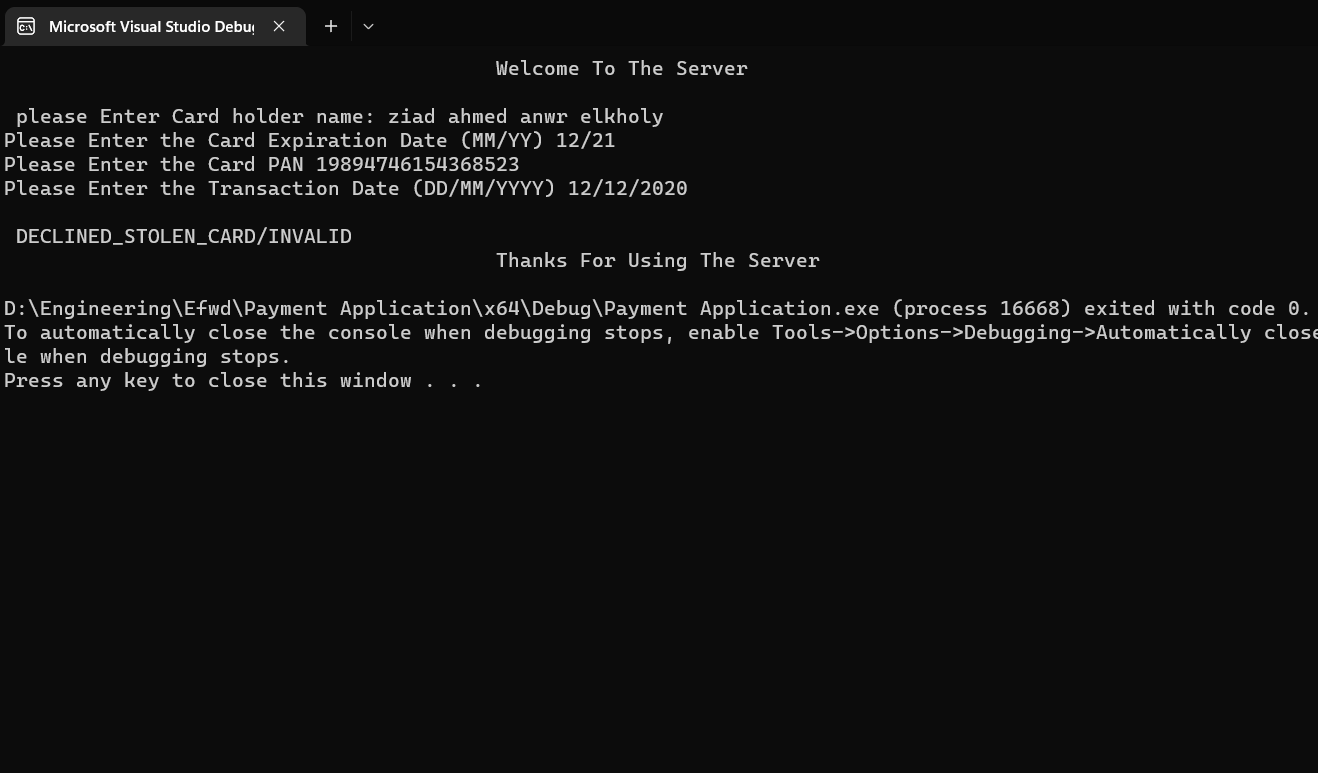 Microsoft Visual Studio Debu
Welcome To The Server
please Enter Card holder name: ziad ahmed anwr elkholy
Please Enter the Card Expiration Date (MM/YY) 12/21
Please Enter the Card PAN 19894746154368523
Please Enter the Transaction Date (DD/MM/YYYY) 12/12/2020
DECLINED_STOLEN_CARD/INVALID
Thanks For Using The Server
D:\Engineering\Efwd\Payment Application\x64\Debug\Payment Application.exe (process 16668) exited with code 0.
To automatically close the console when debugging stops, enable Tools->Options->Debugging->Automatically close
le when debugging stops.
Press any key to close this window . . .